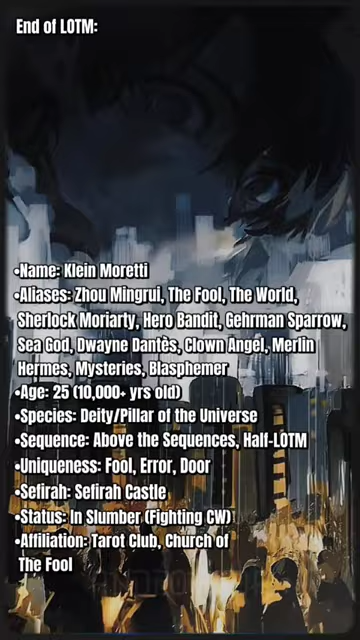 End of LOTM:
•Name: Klein Moretti
•Aliases: Zhou Mingrui, The Fool, The World,
Sherlock Moriarty, Hero Bandit, Gehrman Sparrow,
Sea God, Dwayne Dantès, Clown Angel, Merlin
Hermes, Mysteries, Blasphemer
•Age: 25 (10,000+ yrs old)
•Species: Deity/Pillar of the Universe
•Sequence: Above the Sequences, Half-LOTM
•Uniqueness: Fool, Error, Door
•Sefirah: Sefirah Castle
•Status: In Slumber (Fighting CW)
•Affiliation: Tarot Club, Church of
The Fool